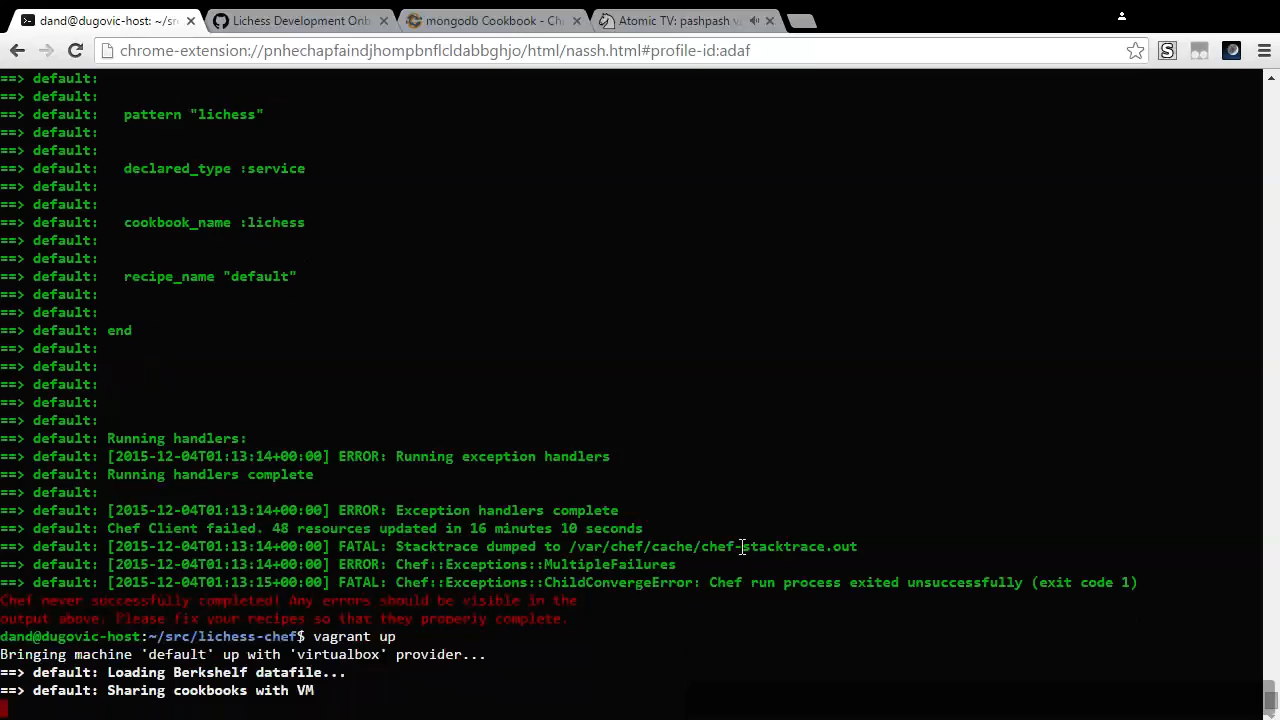 dand@dugovic-host: ~/sr
Lichess Development Onb
mongodb Cookbook - Ch
Atomic TV: pashpash v
chrome-extension://pnhechapfaindjhompbnflcldabbghjo/html/nassh.html#profile-id:adaf
==> default:
==> default:
==> default:   pattern "lichess"
==> default:
==> default:
==> default:   declared_type :service
==> default:
==> default:
==> default:   cookbook_name :lichess
==> default:
==> default:
==> default:   recipe_name "default"
==> default:
==> default:
==> default: end
==> default:
==> default:
==> default:
==> default:
==> default:
==> default: Running handlers:
==> default: [2015-12-04T01:13:14+00:00] ERROR: Running exception handlers
==> default: Running handlers complete
==> default:
==> default: [2015-12-04T01:13:14+00:00] ERROR: Exception handlers complete
==> default: Chef Client failed. 48 resources updated in 16 minutes 10 seconds
==> default: [2015-12-04T01:13:14+00:00] FATAL: Stacktrace dumped to /var/chef/cache/chef-stacktrace.out
==> default: [2015-12-04T01:13:14+00:00] ERROR: Chef::Exceptions::MultipleFailures
==> default: [2015-12-04T01:13:15+00:00] FATAL: Chef::Exceptions::ChildConvergeError: Chef run process exited unsuccessfully (exit code 1)
Chef never successfully completed! Any errors should be visible in the
output above. Please fix your recipes so that they properly complete.
dand@dugovic-host:~/src/lichess-chef$ vagrant up
Bringing machine 'default' up with 'virtualbox' provider...
==> default: Loading Berkshelf datafile...
==> default: Sharing cookbooks with VM